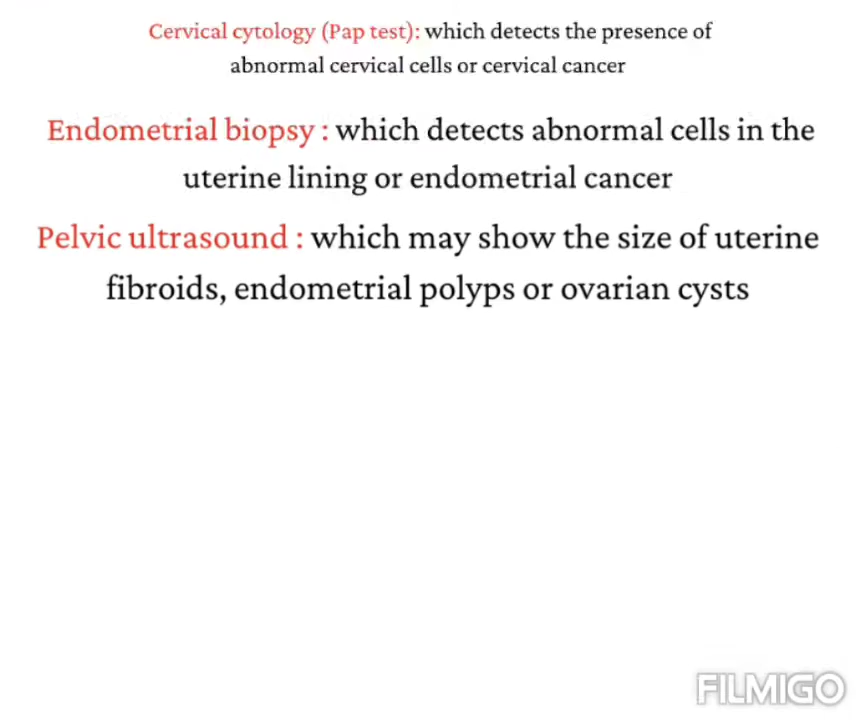 Cervical cytology (Pap test): which detects the presence of
abnormal cervical cells or cervical cancer
Endometrial biopsy : which detects abnormal cells in the
uterine lining or endometrial cancer
Pelvic ultrasound : which may show the size of uterine
fibroids, endometrial polyps or ovarian cysts
FILMIGO